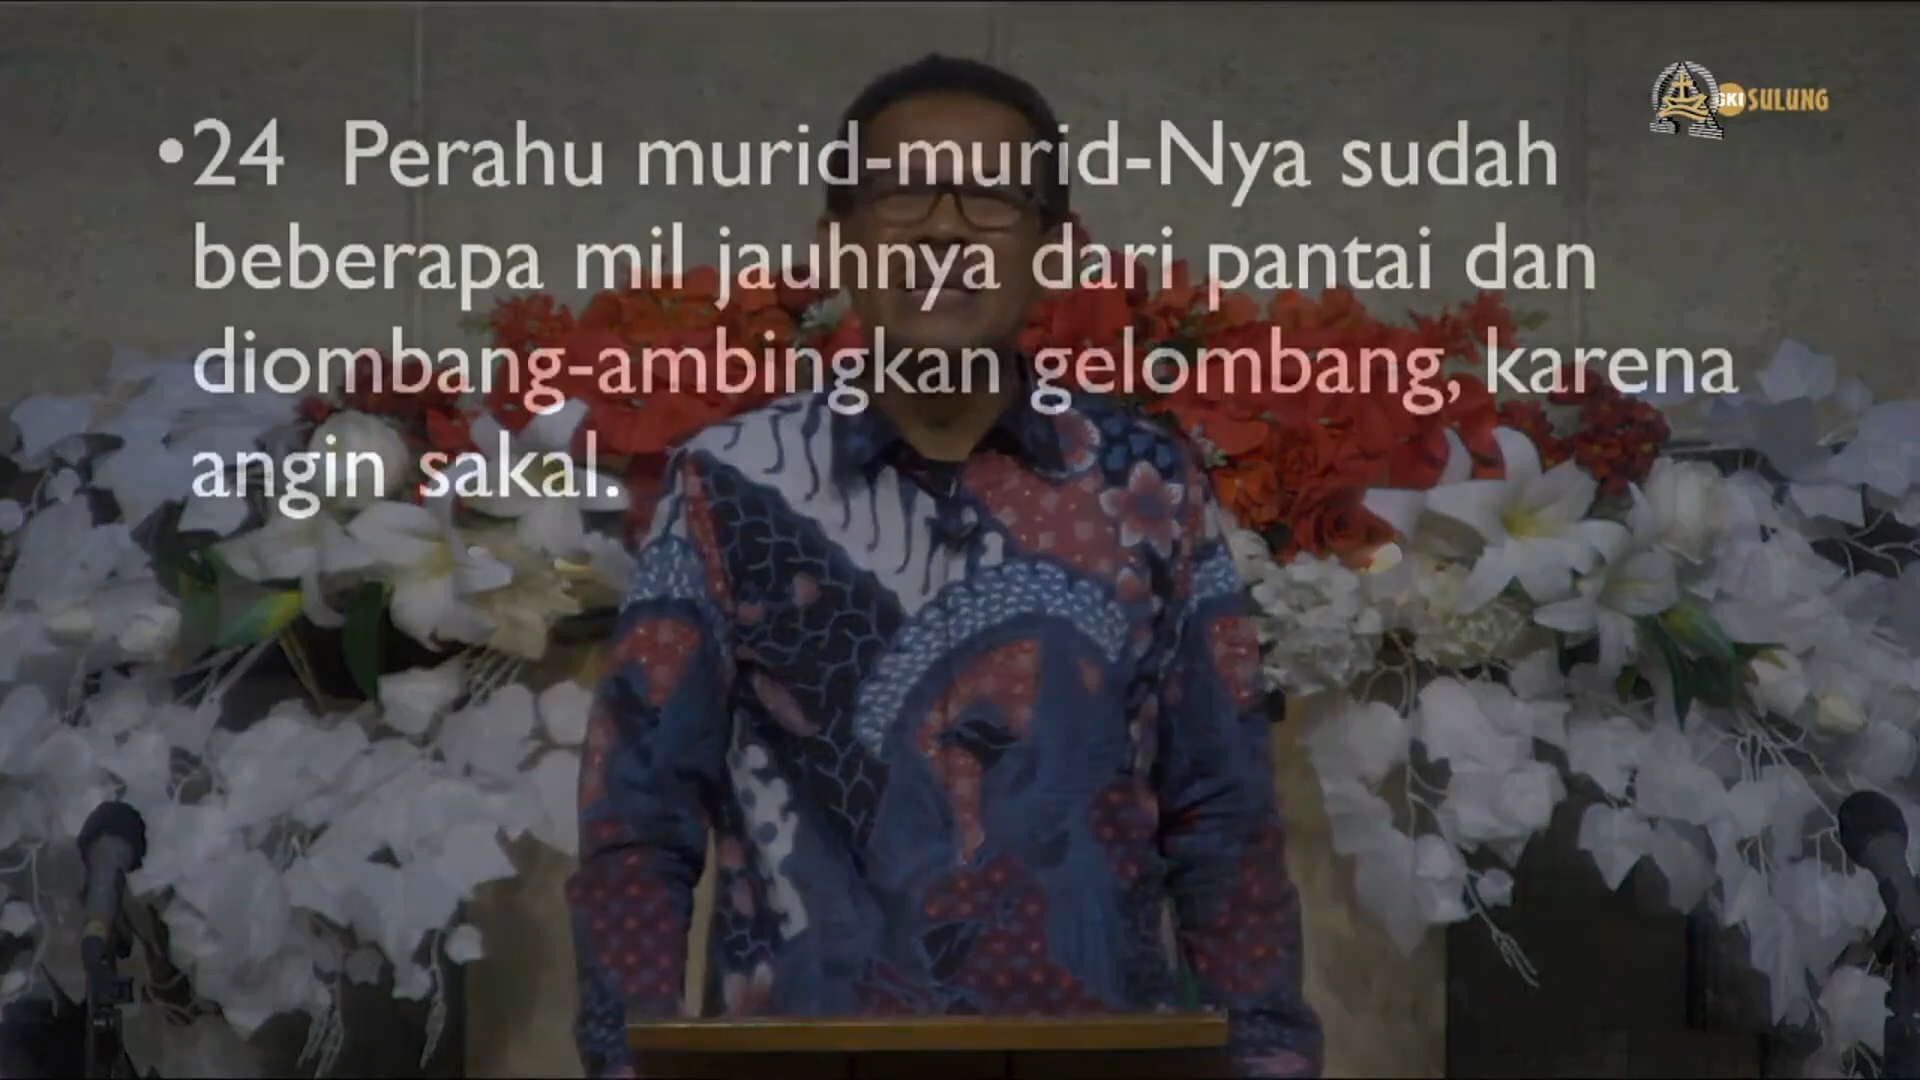 GKI SULUNG
•24 Perahu murid-murid-Nya sudah
beberapa mil jauhnya dari pantai dan
diombang-ambingkan gelombang, karena
angin sakal.